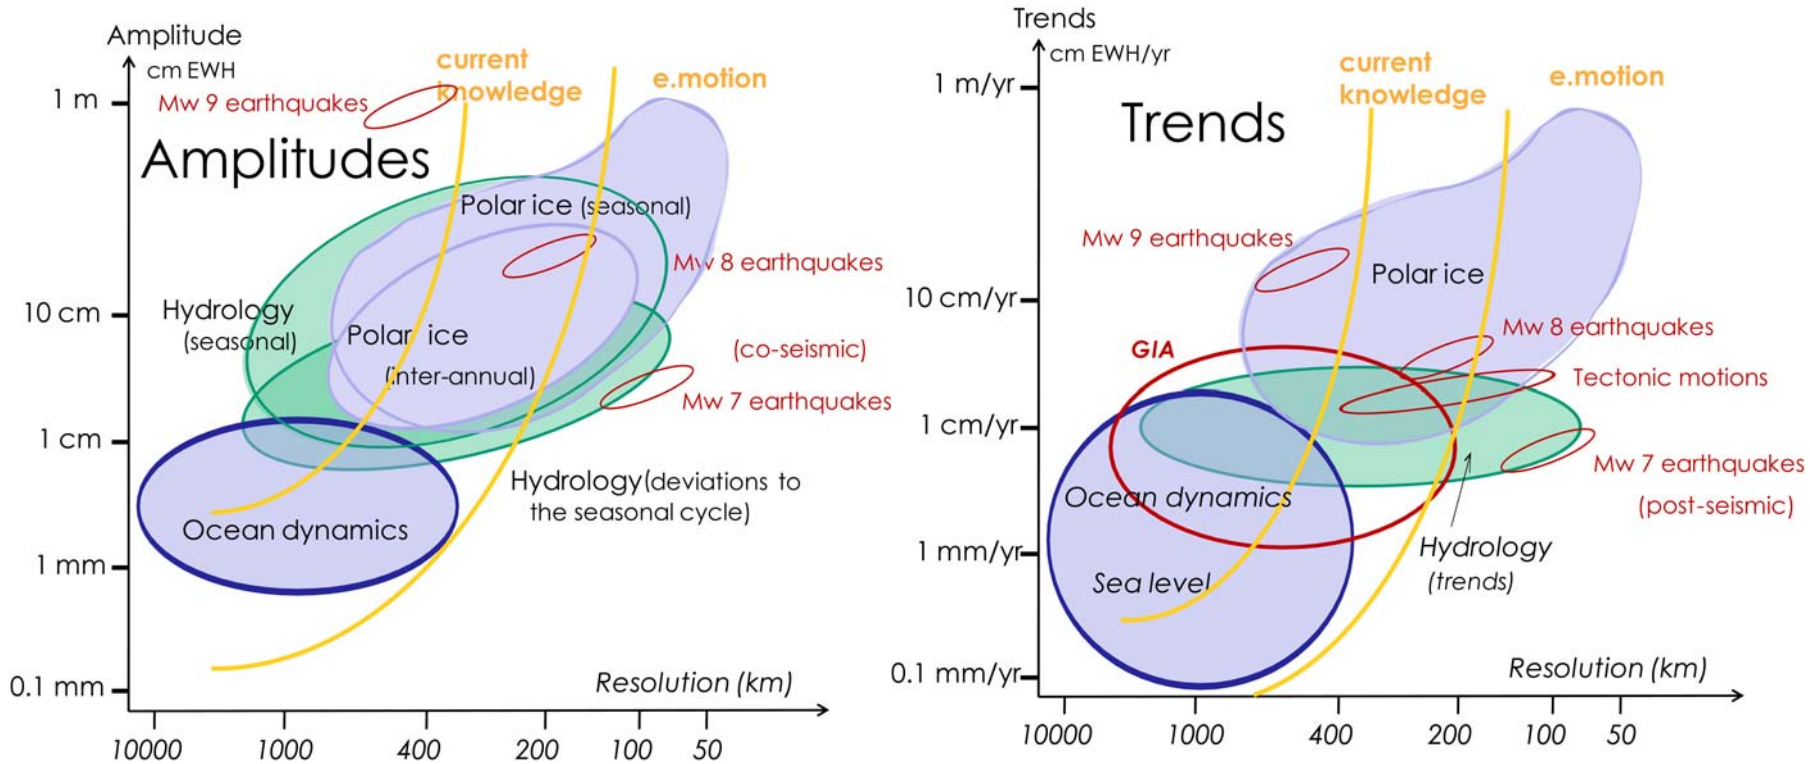 Amplitude
cm EWH
1 m
Mw 9 earthquakes
current
knowledge
e.motion
Amplitudes
Polar ice (seasonal)
Mw 8 earthquakes
Hydrology
(seasonal)
10 cm
Polar ice
(inter-annual)
(co-seismic)
Mw 7 earthquakes
1 cm
Hydrology(deviations to
the seasonal cycle)
Ocean dynamics
1 mm
0.1 mm
Resolution (km)
10000 1000 400 200 100 50
Trends
cm EWH/yr
1 m/yr
current
knowledge
e.motion
Trends
Mw 9 earthquakes
Polar ice
10 cm/yr
Mw 8 earthquakes
GIA
Tectonic motions
1 cm/yr
Mw 7 earthquakes
(post-seismic)
Ocean dynamics
Hydrology
(trends)
1 mm/yr
Sea level
0.1 mm/yr
Resolution (km)
10000 1000 400 200 100 50